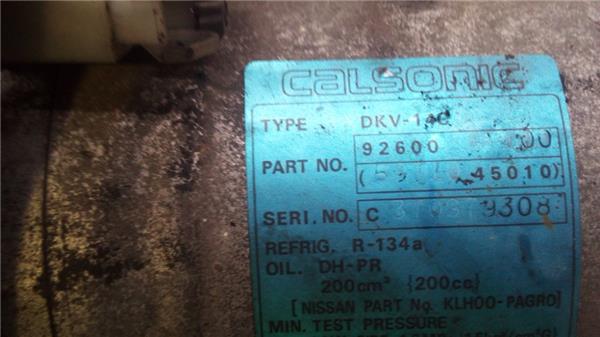 calsonic
TYPE DKV-14C
92600
PART NO. 45010)
SERI. NO. C 9308
REFRIG. R-134a
OIL. DH-PR
200cm³ {200cc}
[NISSAN PART No. KLH00-PAGR0]
MIN. TEST PRESSURE